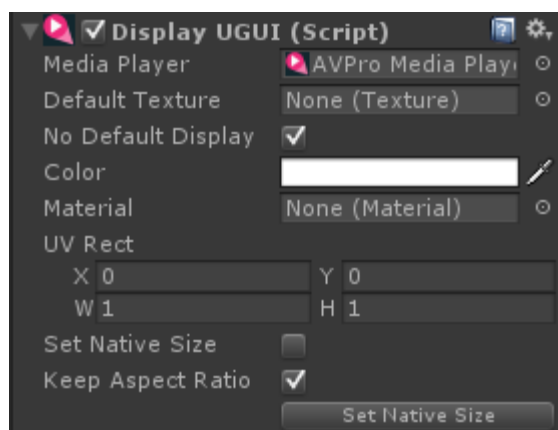 Display UGUI (Script)
Media Player AVPro Media Play
Default Texture None (Texture)
No Default Display
Color
Material None (Material)
UV Rect
X 0 Y 0
W 1 H 1
Set Native Size
Keep Aspect Ratio
Set Native Size